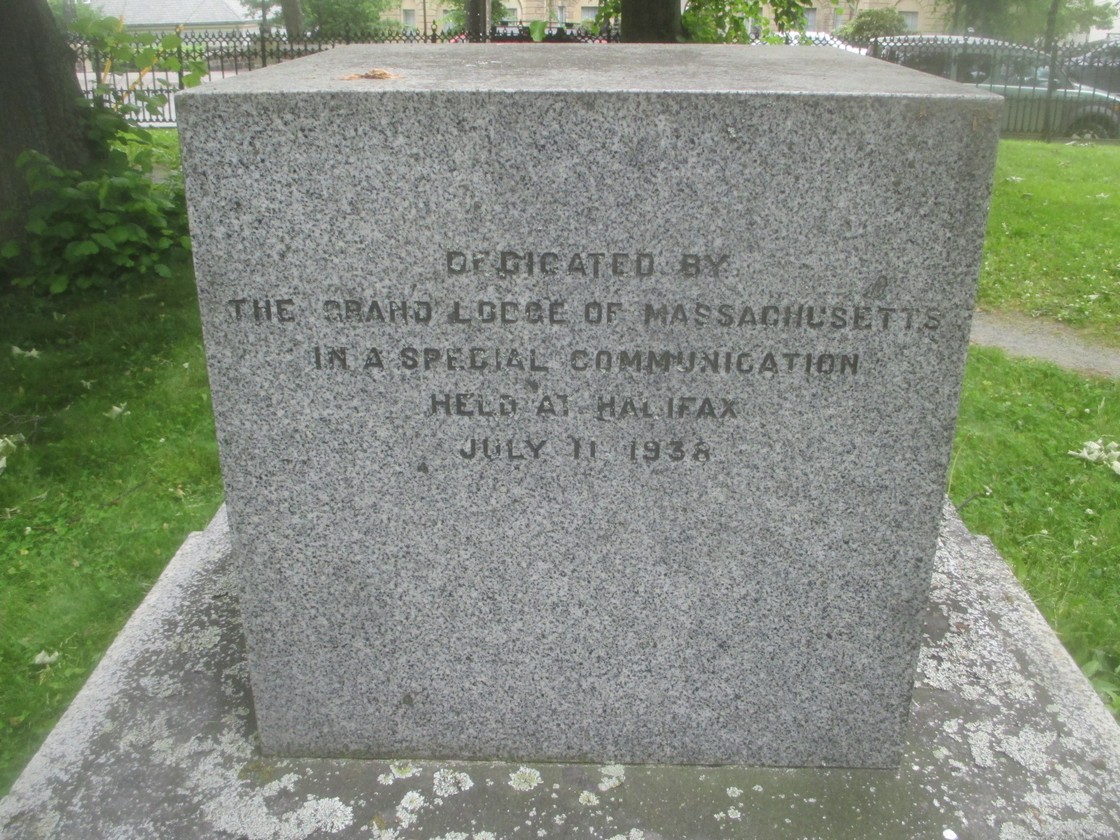 DEDICATED BY
THE GRAND LODGE OF MASSACHUSETTS
IN A SPECIAL COMMUNICATION
HELD AT HALIFAX
JULY 11 1938